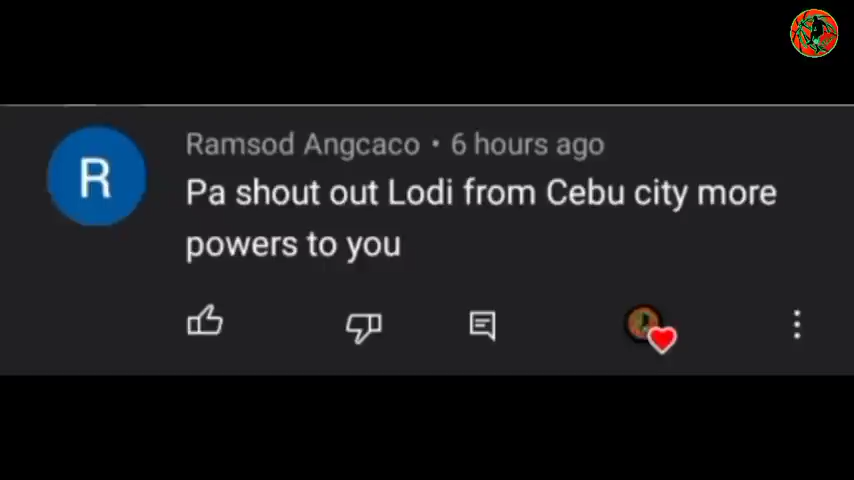 R
Ramsod Angcaco • 6 hours ago
Pa shout out Lodi from Cebu city more
powers to you